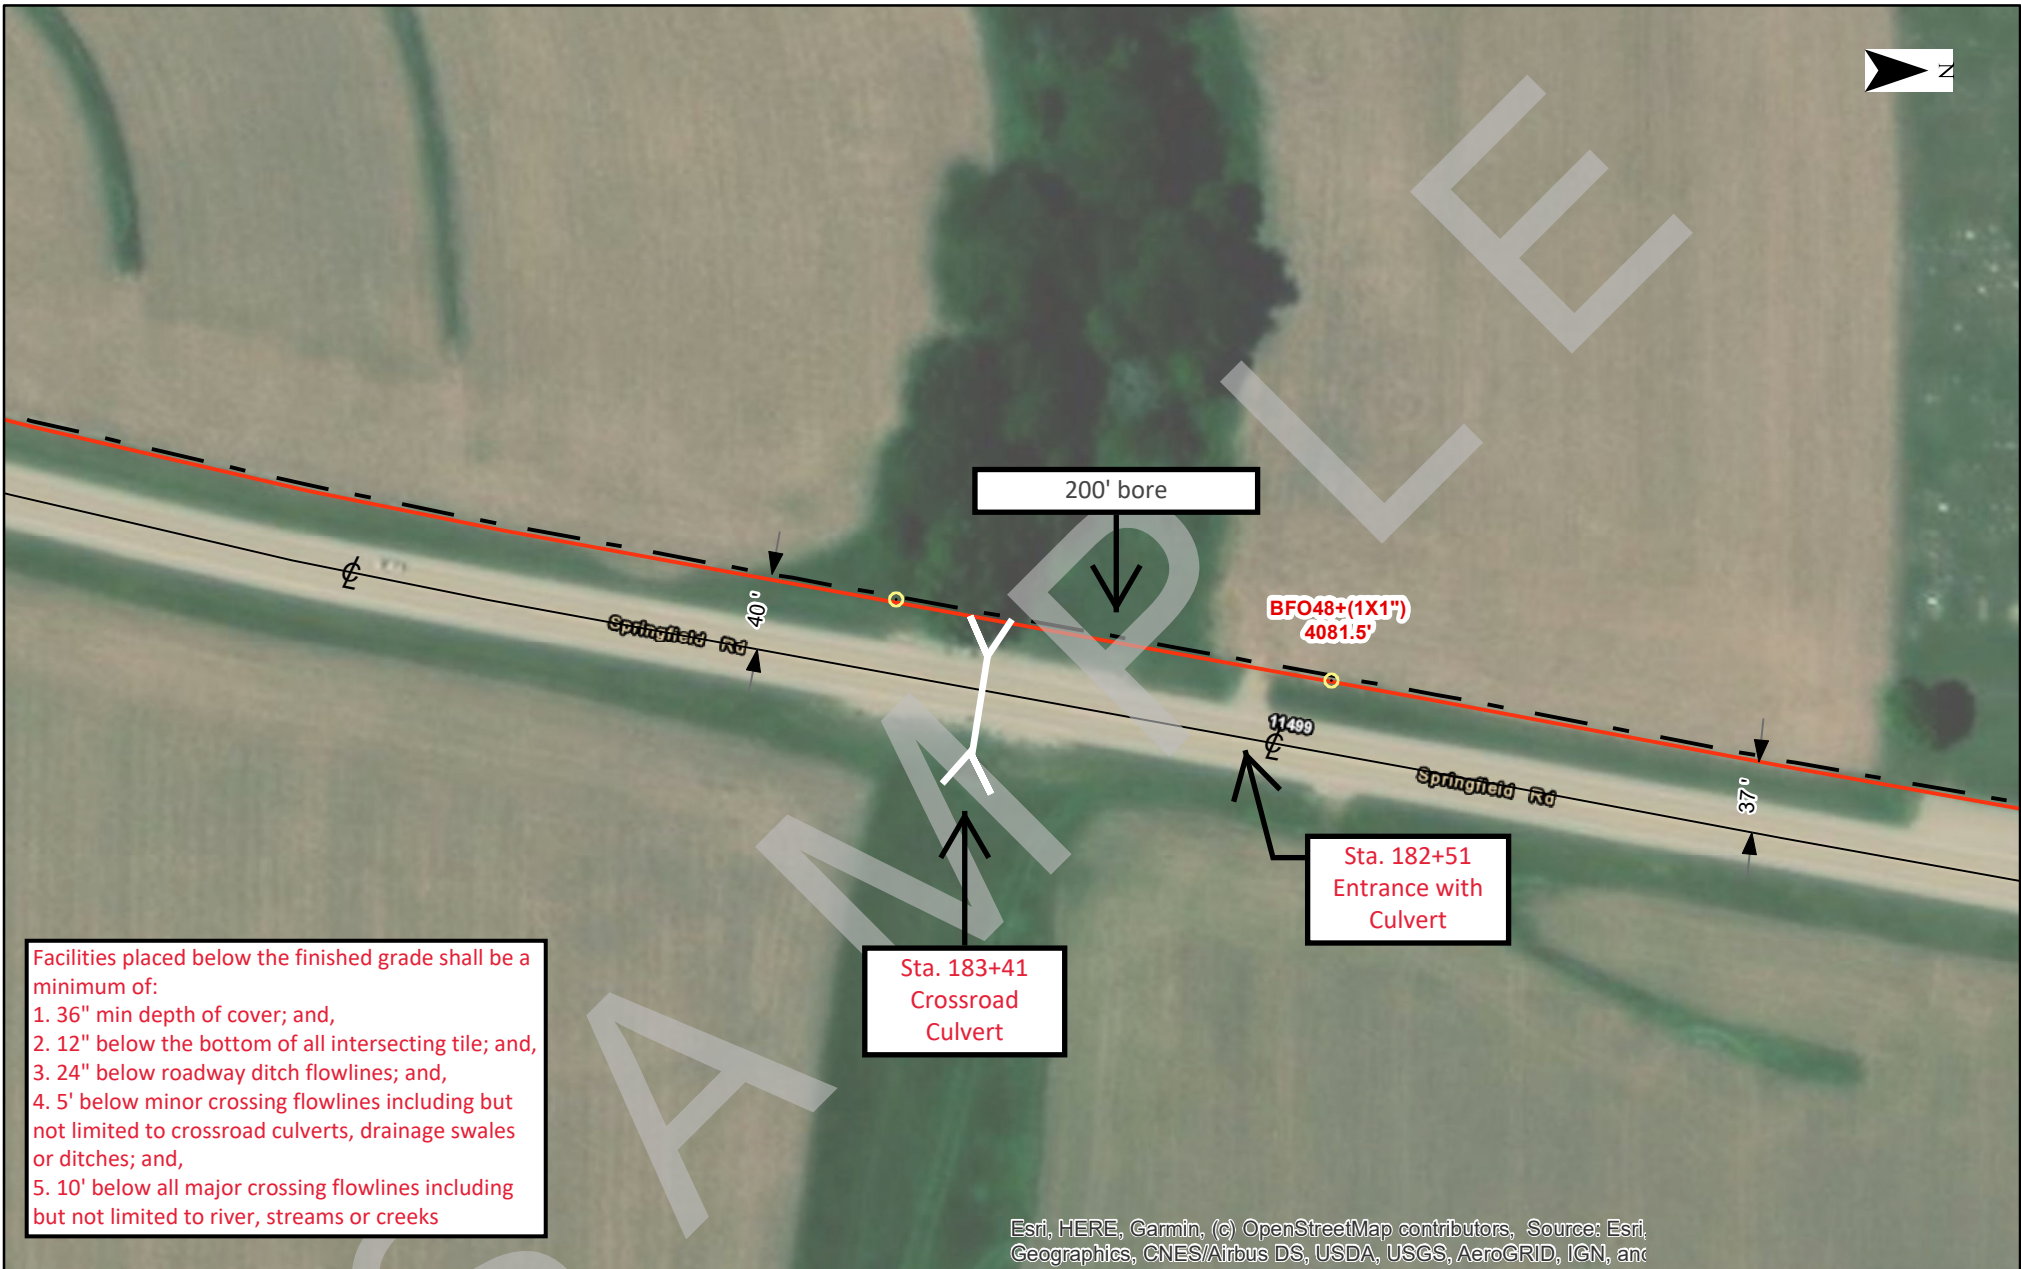 N
200' bore
BFO48+(1X1")
4081.5'
40'
℄
Springfield Rd
11499
℄
Springfield Rd
37'
Sta. 182+51
Entrance with
Culvert
Sta. 183+41
Crossroad
Culvert
Facilities placed below the finished grade shall be a
minimum of:
1. 36" min depth of cover; and,
2. 12" below the bottom of all intersecting tile; and,
3. 24" below roadway ditch flowlines; and,
4. 5' below minor crossing flowlines including but
not limited to crossroad culverts, drainage swales
or ditches; and,
5. 10' below all major crossing flowlines including
but not limited to river, streams or creeks
SAMPLE
Esri, HERE, Garmin, (c) OpenStreetMap contributors, Source: Esri,
Geographics, CNES/Airbus DS, USDA, USGS, AeroGRID, IGN, and